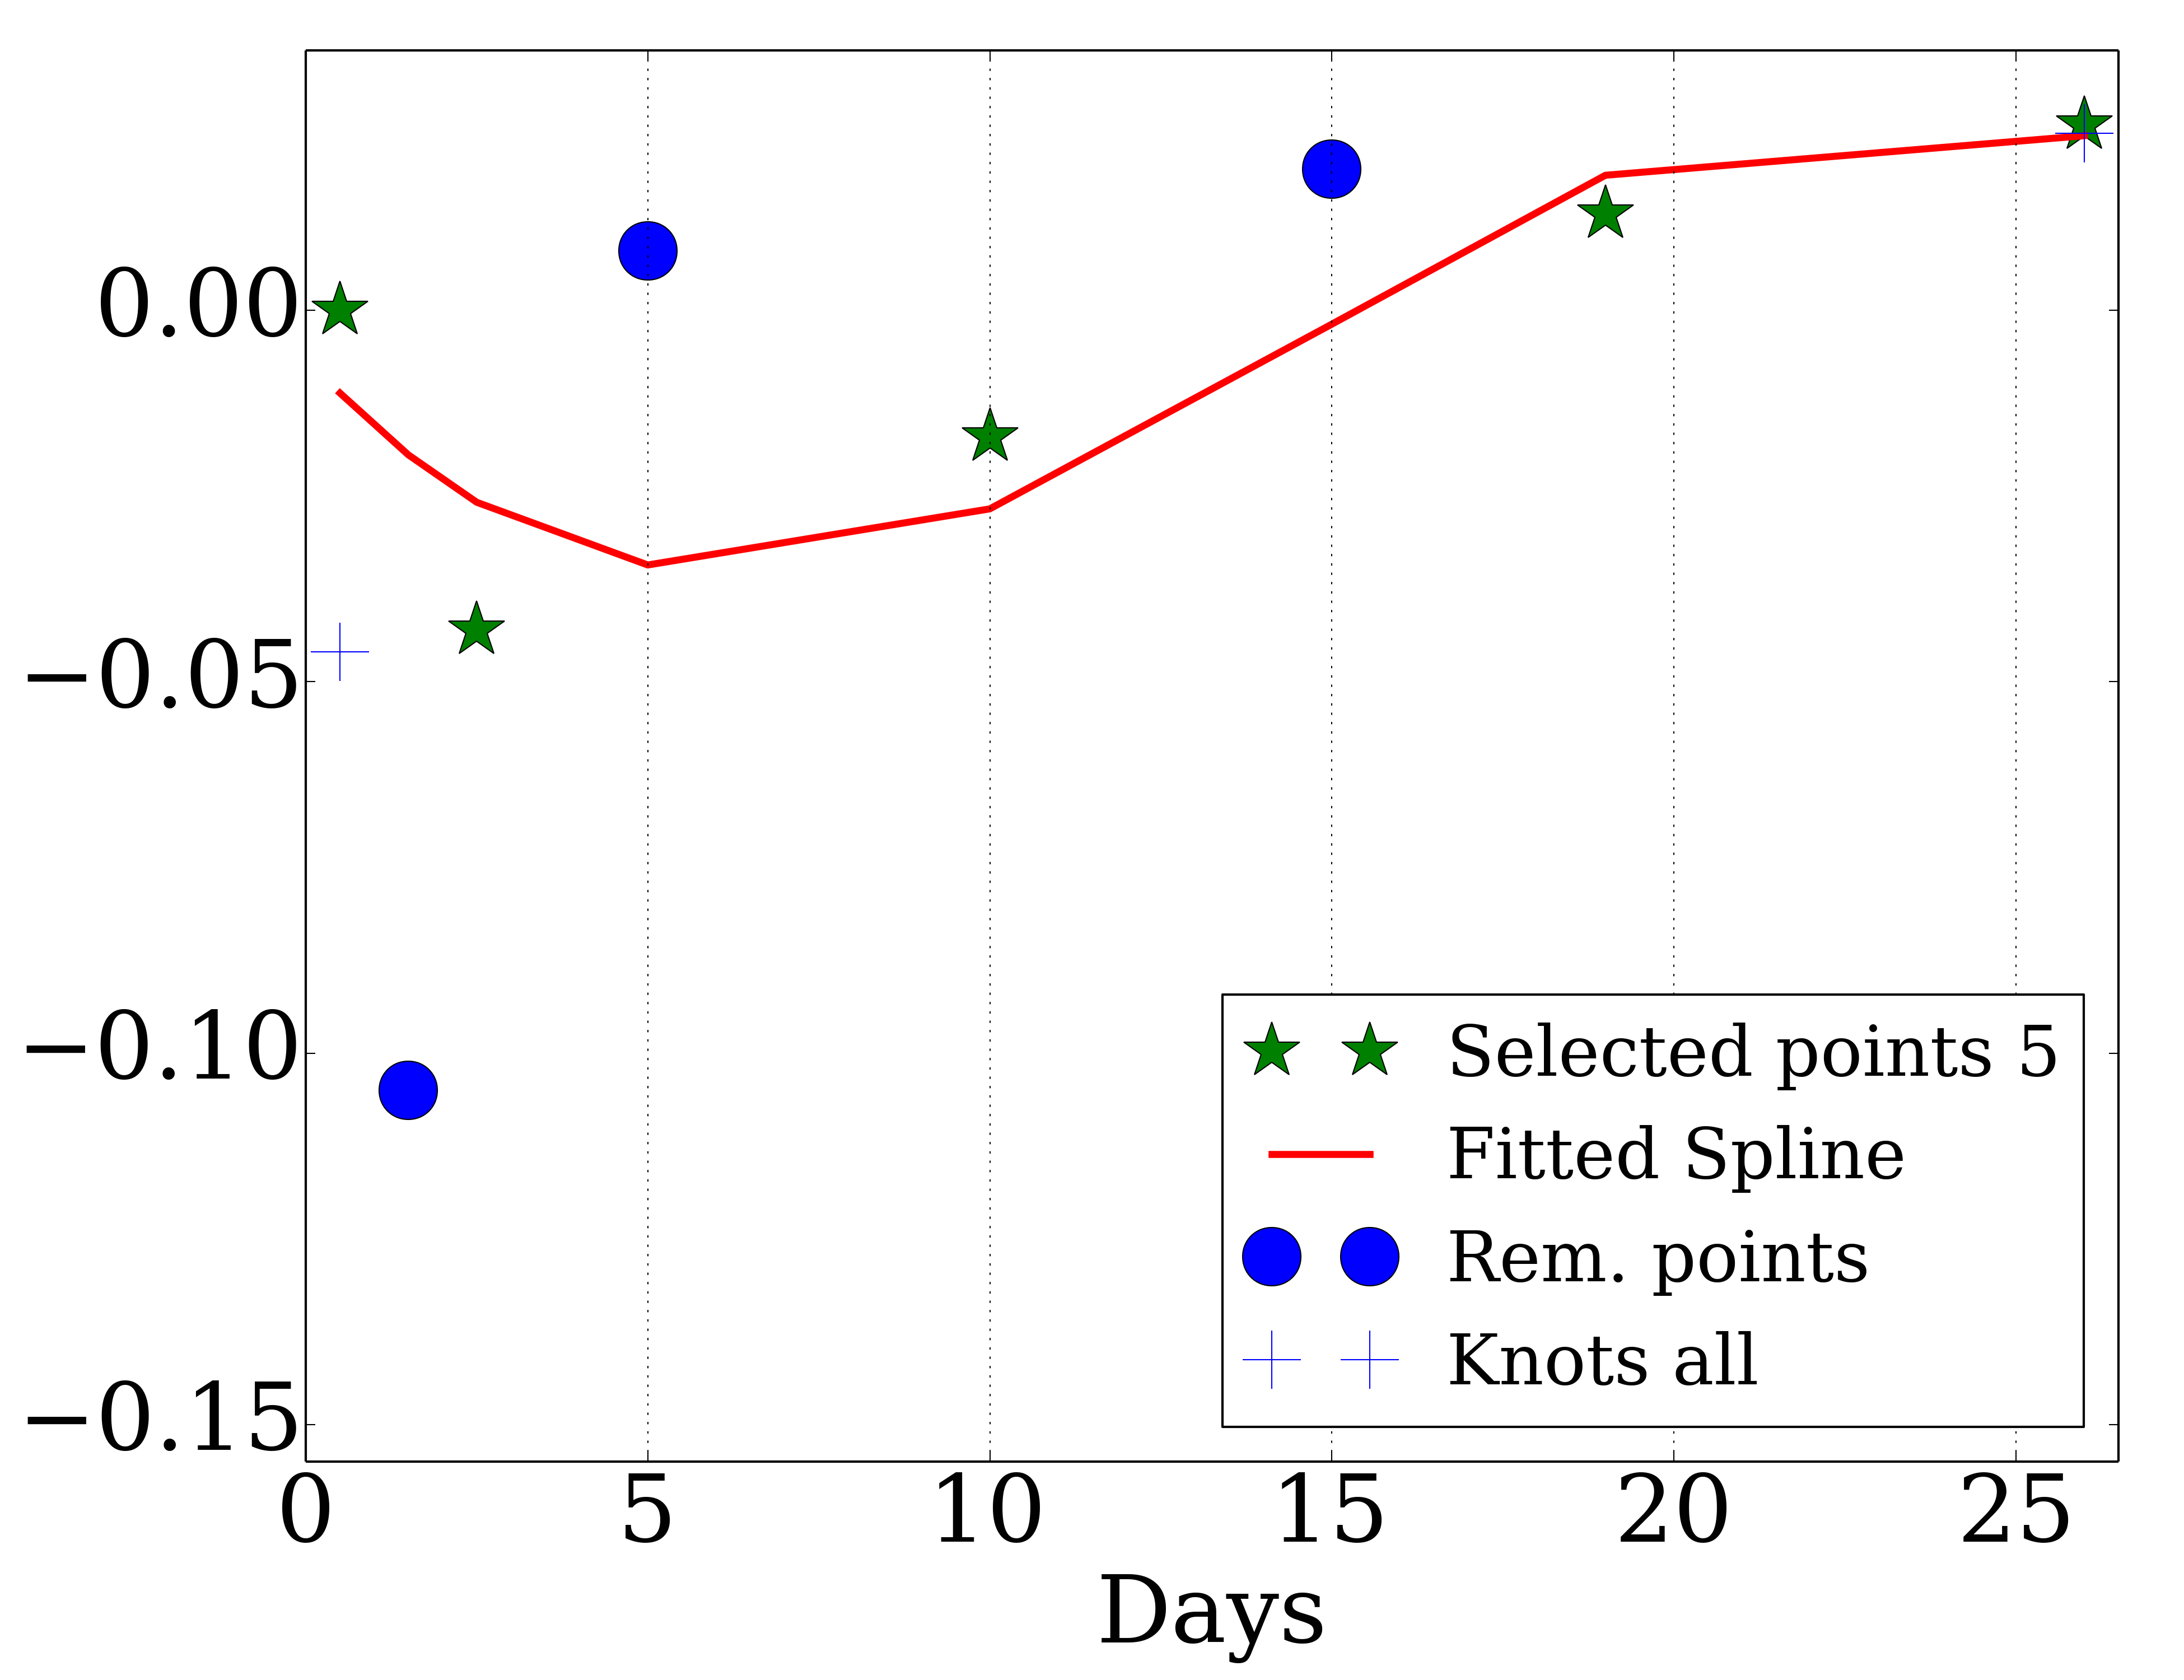 0.00
−0.05
−0.10
−0.15
0 5 10 15 20 25
Days
Selected points 5
Fitted Spline
Rem. points
Knots all